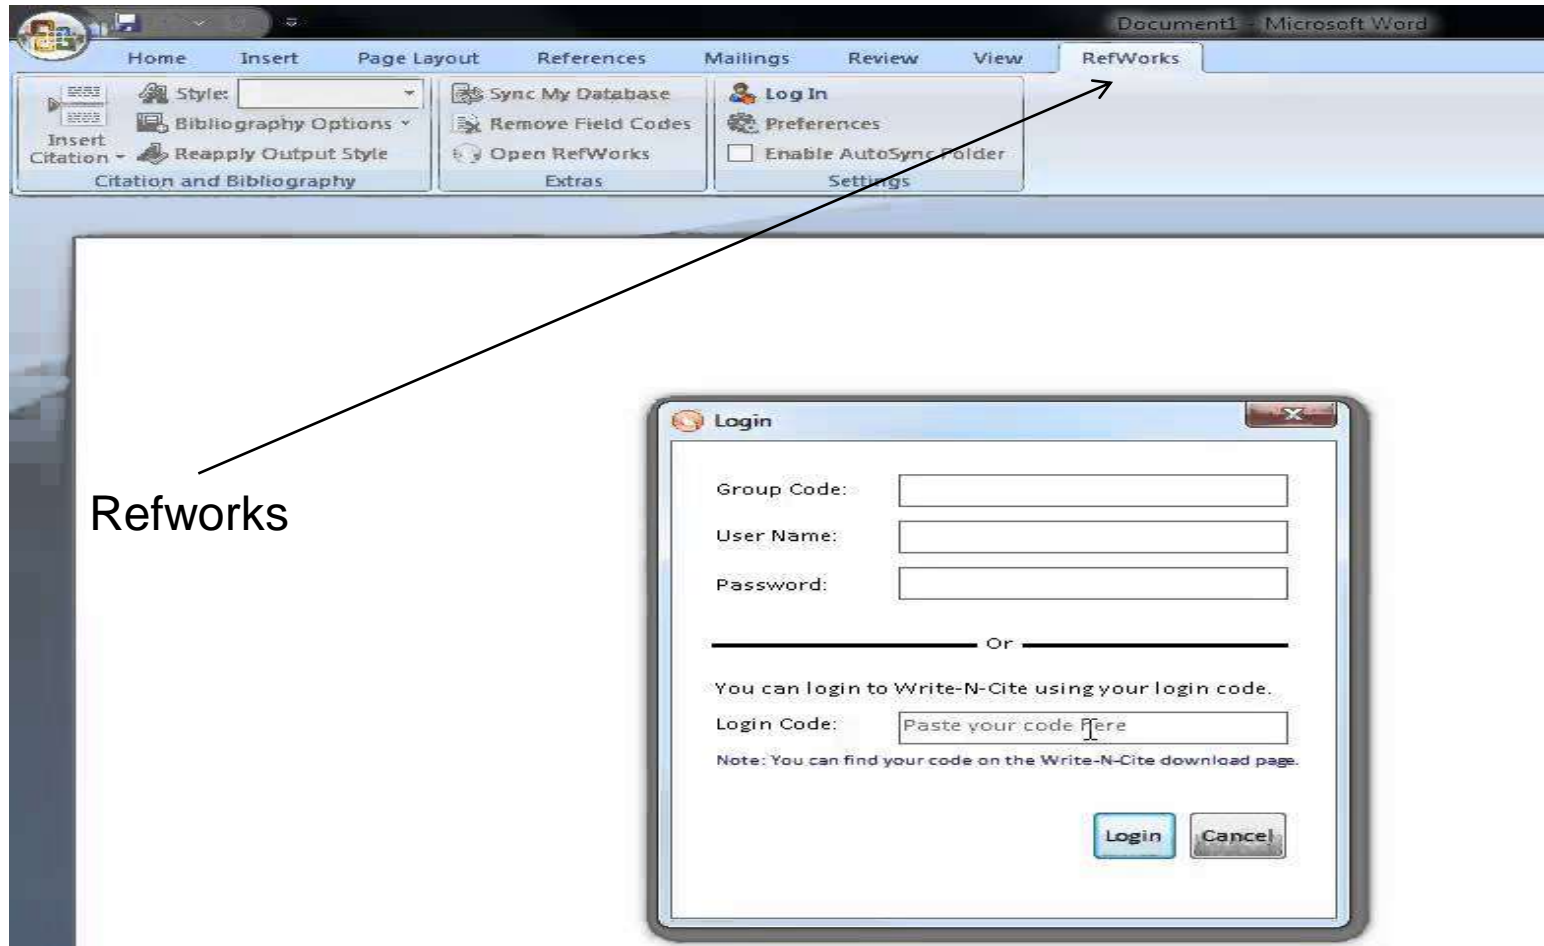 Document1 - Microsoft Word
Home Insert Page Layout References Mailings Review View RefWorks
Style: Sync My Database Log In
Bibliography Options Remove Field Codes Preferences
Insert
Citation Reapply Output Style Open RefWorks Enable AutoSync Folder
Citation and Bibliography Extras Settings
Login
Group Code:
Refworks
User Name:
Password:
Or
You can login to Write-N-Cite using your login code.
Login Code: Paste your code here
Note: You can find your code on the Write-N-Cite download page.
Login Cancel